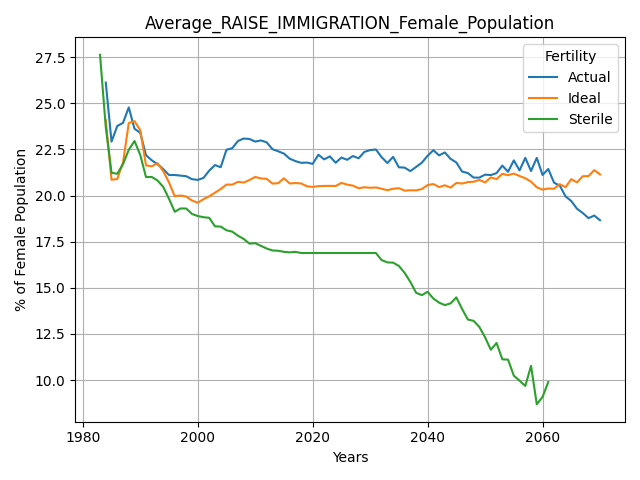 Average_RAISE_IMMIGRATION_Female_Population
Fertility
Actual
Ideal
Sterile
% of Female Population
27.5
25.0
22.5
20.0
17.5
15.0
12.5
10.0
1980
2000
2020
2040
2060
Years